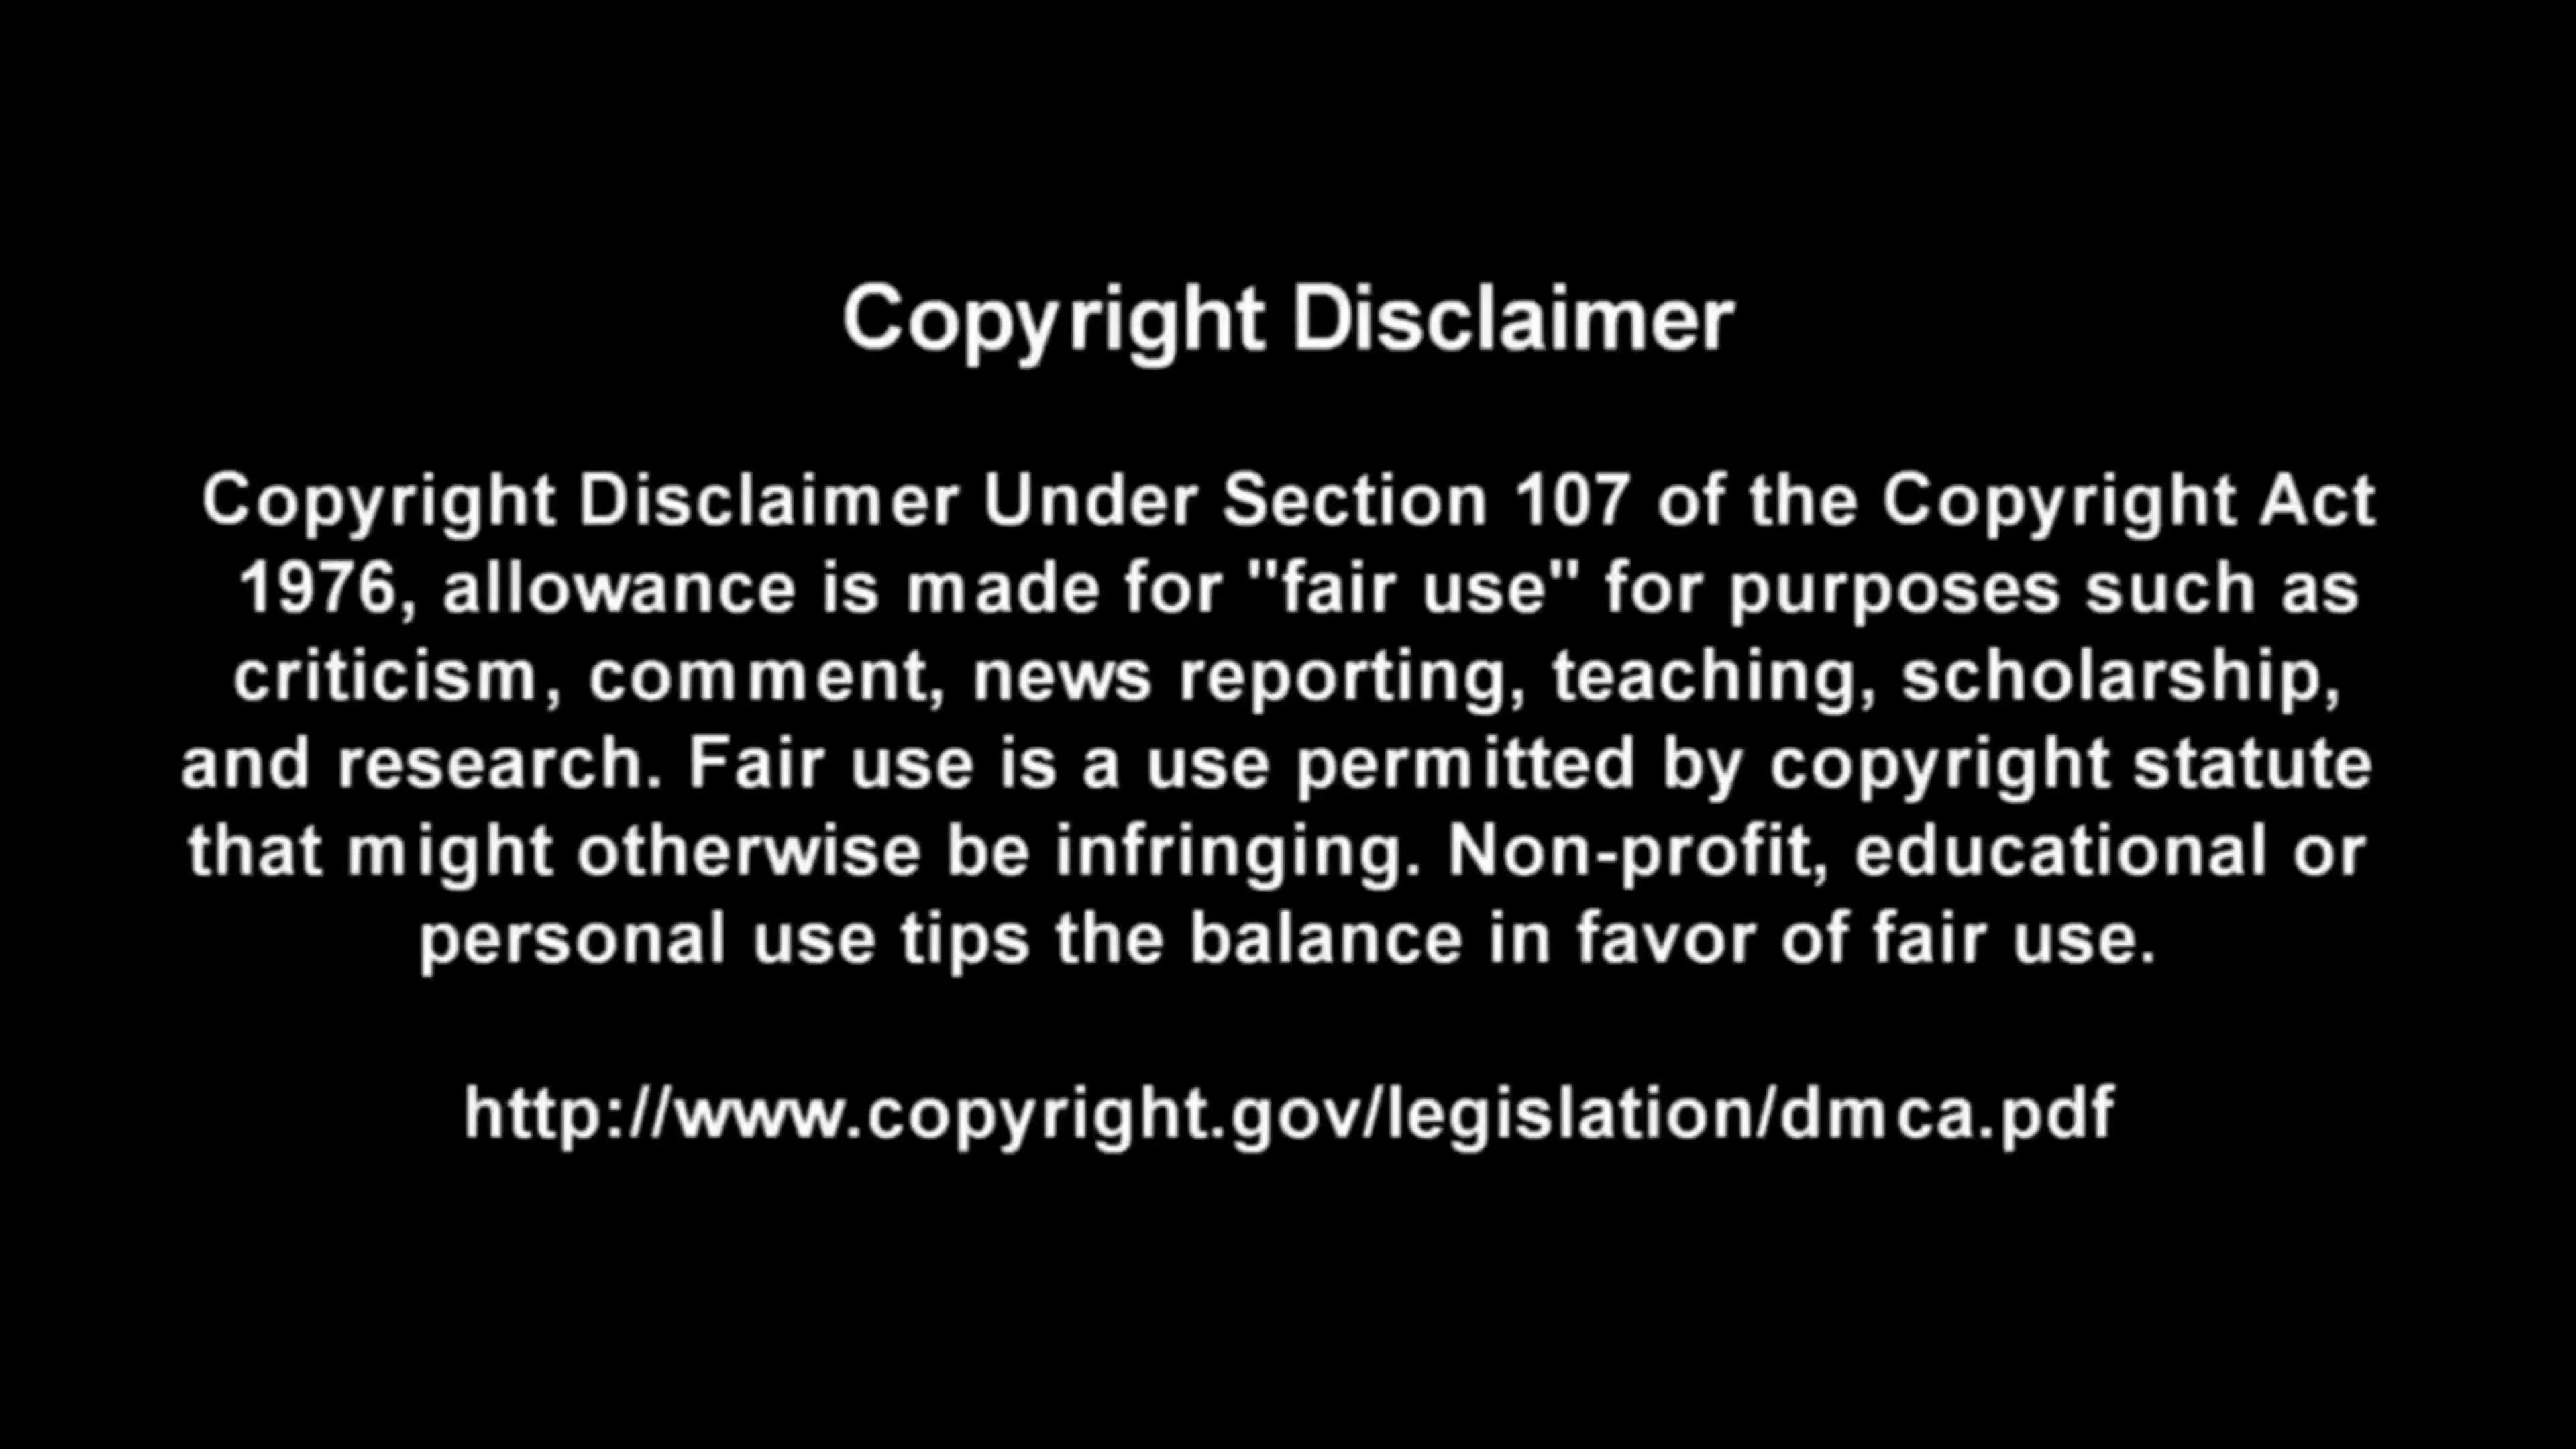 Copyright Disclaimer
Copyright Disclaimer Under Section 107 of the Copyright Act
1976, allowance is made for "fair use" for purposes such as
criticism, comment, news reporting, teaching, scholarship,
and research. Fair use is a use permitted by copyright statute
that might otherwise be infringing. Non-profit, educational or
personal use tips the balance in favor of fair use.
http://www.copyright.gov/legislation/dmca.pdf